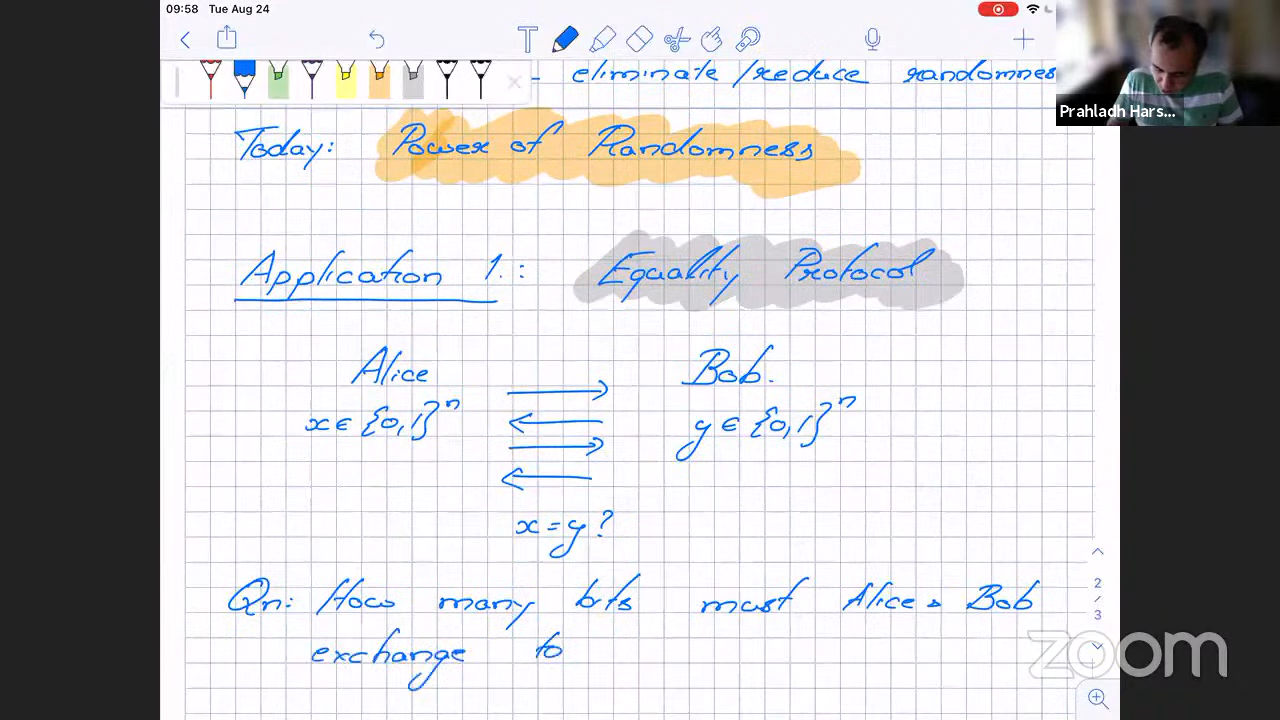 09:58 Tue Aug 24
- eliminate/reduce randomnes
Prahladh Hars...
Today: Power of Randomness
Application 1.: Equality Protocol
Alice Bob.
x ∈ {0,1}^n y ∈ {0,1}^n
x = y?
Qn: How many bits must Alice & Bob
exchange to
2
/
3
zoom